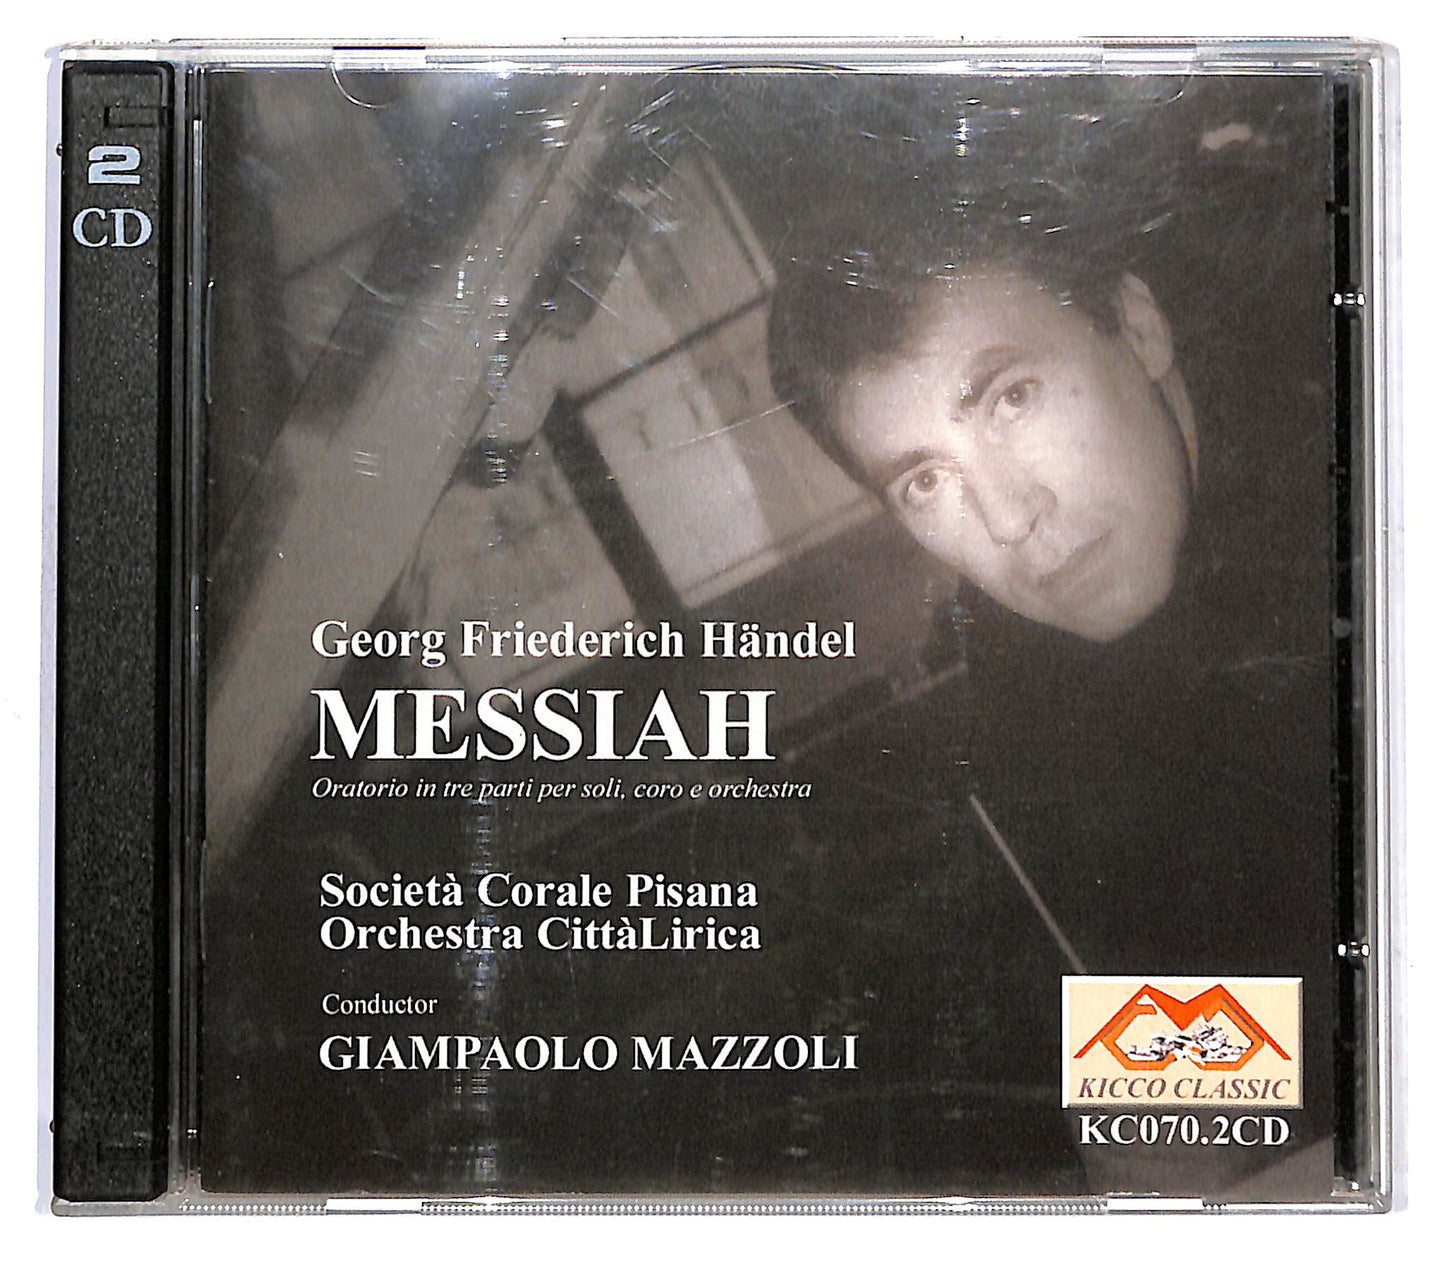 2
CD
Georg Friederich Händel
MESSIAH
Oratorio in tre parti per soli, coro e orchestra
Società Corale Pisana
Orchestra CittàLirica
Conductor
GIAMPAOLO MAZZOLI
KICCO CLASSIC
KC070.2CD